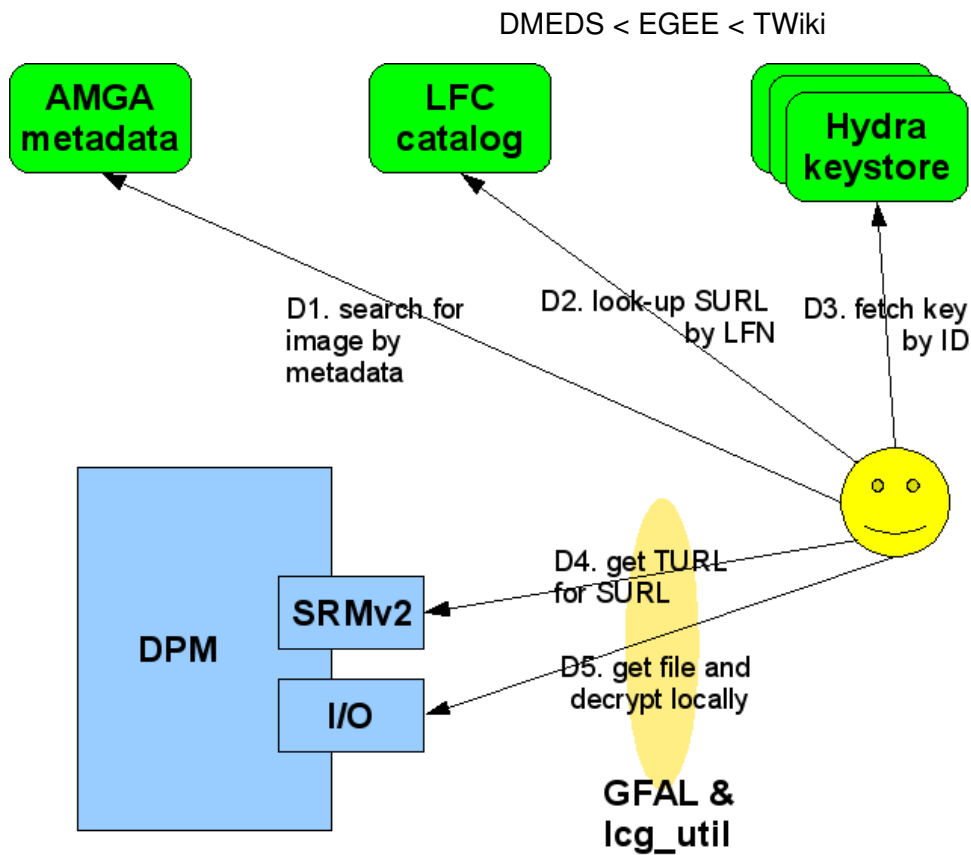 DMEDS < EGEE < TWiki
AMGA
metadata
LFC
catalog
Hydra
keystore
D1. search for
image by
metadata
D2. look-up SURL
by LFN
D3. fetch key
by ID
D4. get TURL
for SURL
SRMv2
DPM
D5. get file and
decrypt locally
I/O
GFAL &
lcg_util